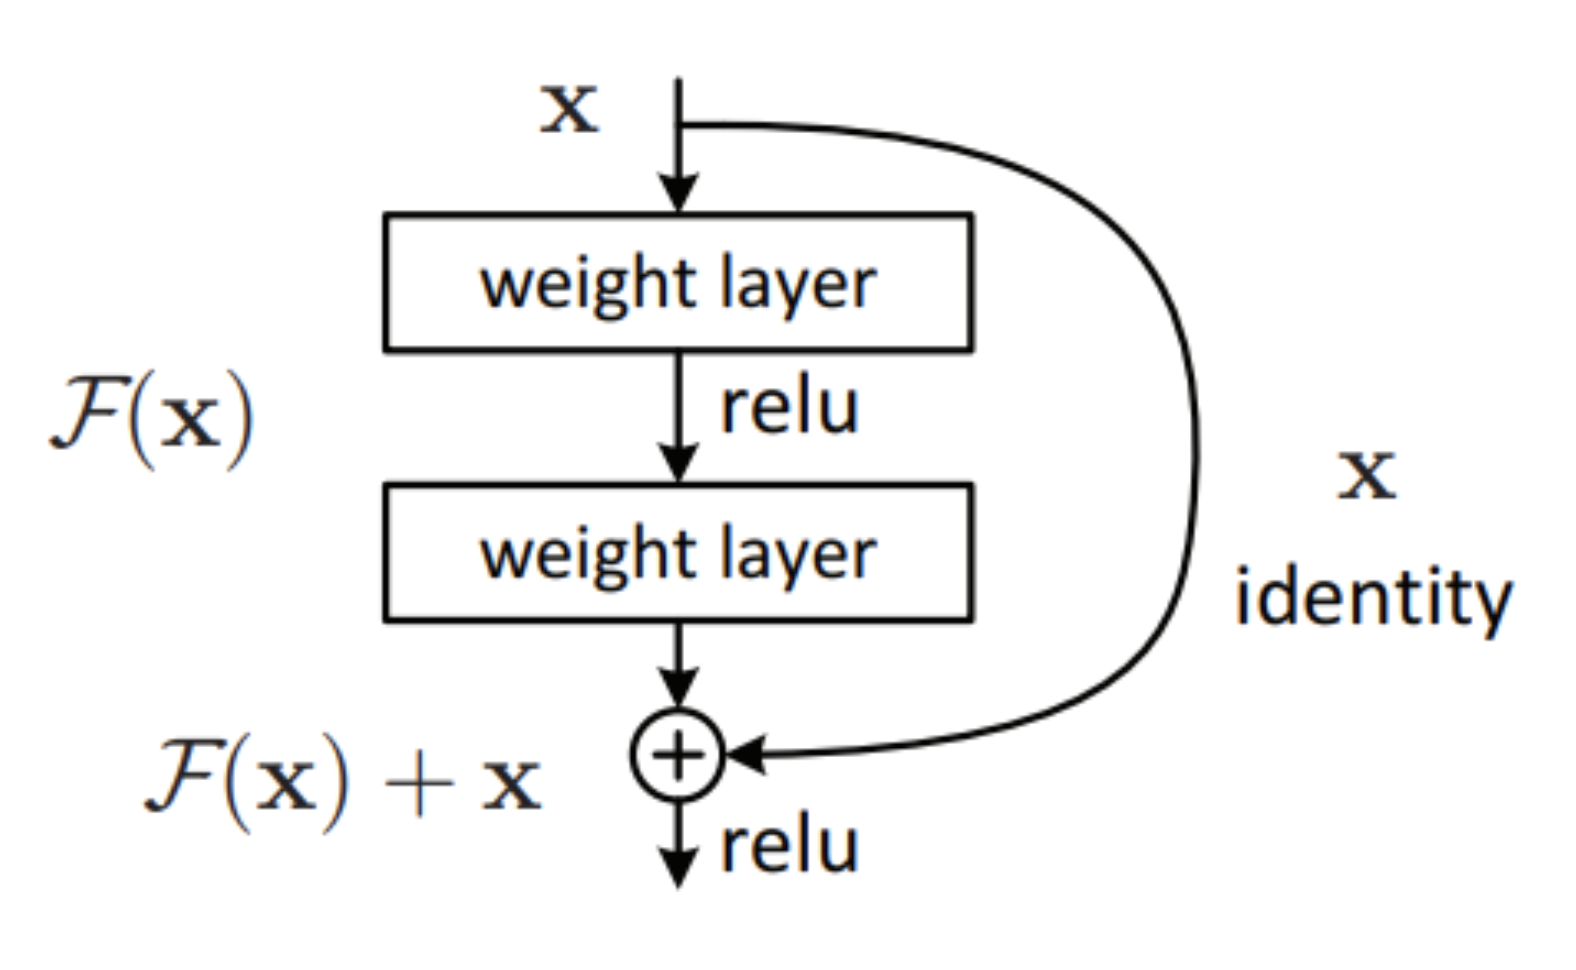 x
weight layer
relu
F(x)
weight layer
x
identity
F(x) + x
relu